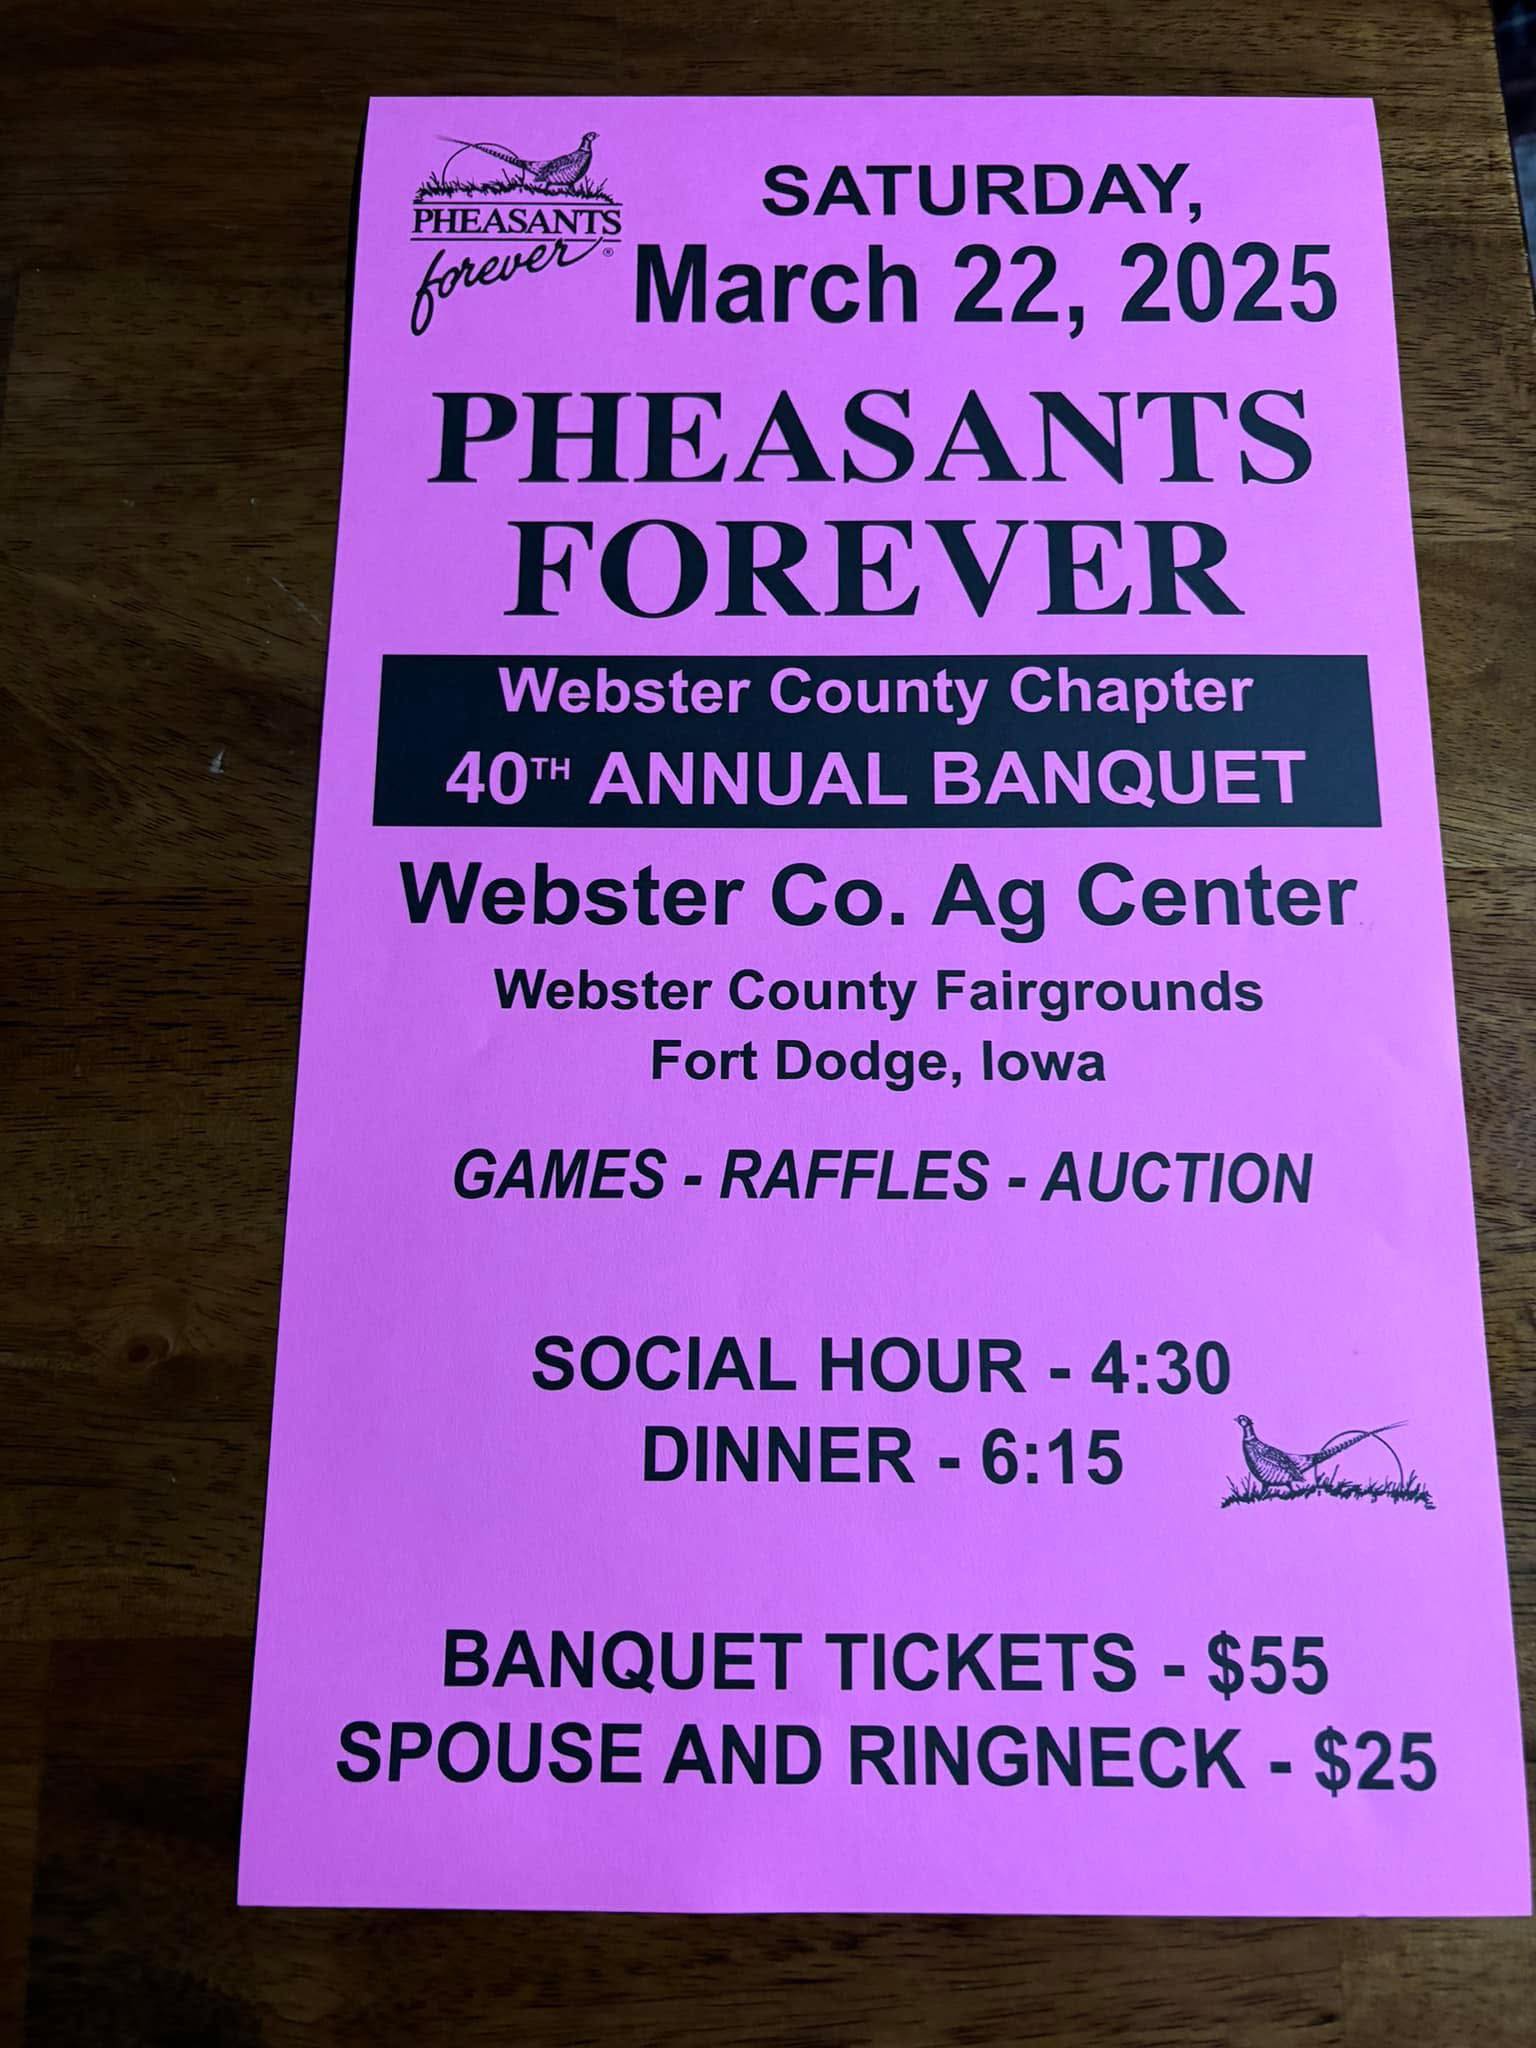 PHEASANTS
forever®
SATURDAY,
March 22, 2025
PHEASANTS
FOREVER
Webster County Chapter
40TH ANNUAL BANQUET
Webster Co. Ag Center
Webster County Fairgrounds
Fort Dodge, Iowa
GAMES - RAFFLES - AUCTION
SOCIAL HOUR - 4:30
DINNER - 6:15
BANQUET TICKETS - $55
SPOUSE AND RINGNECK - $25